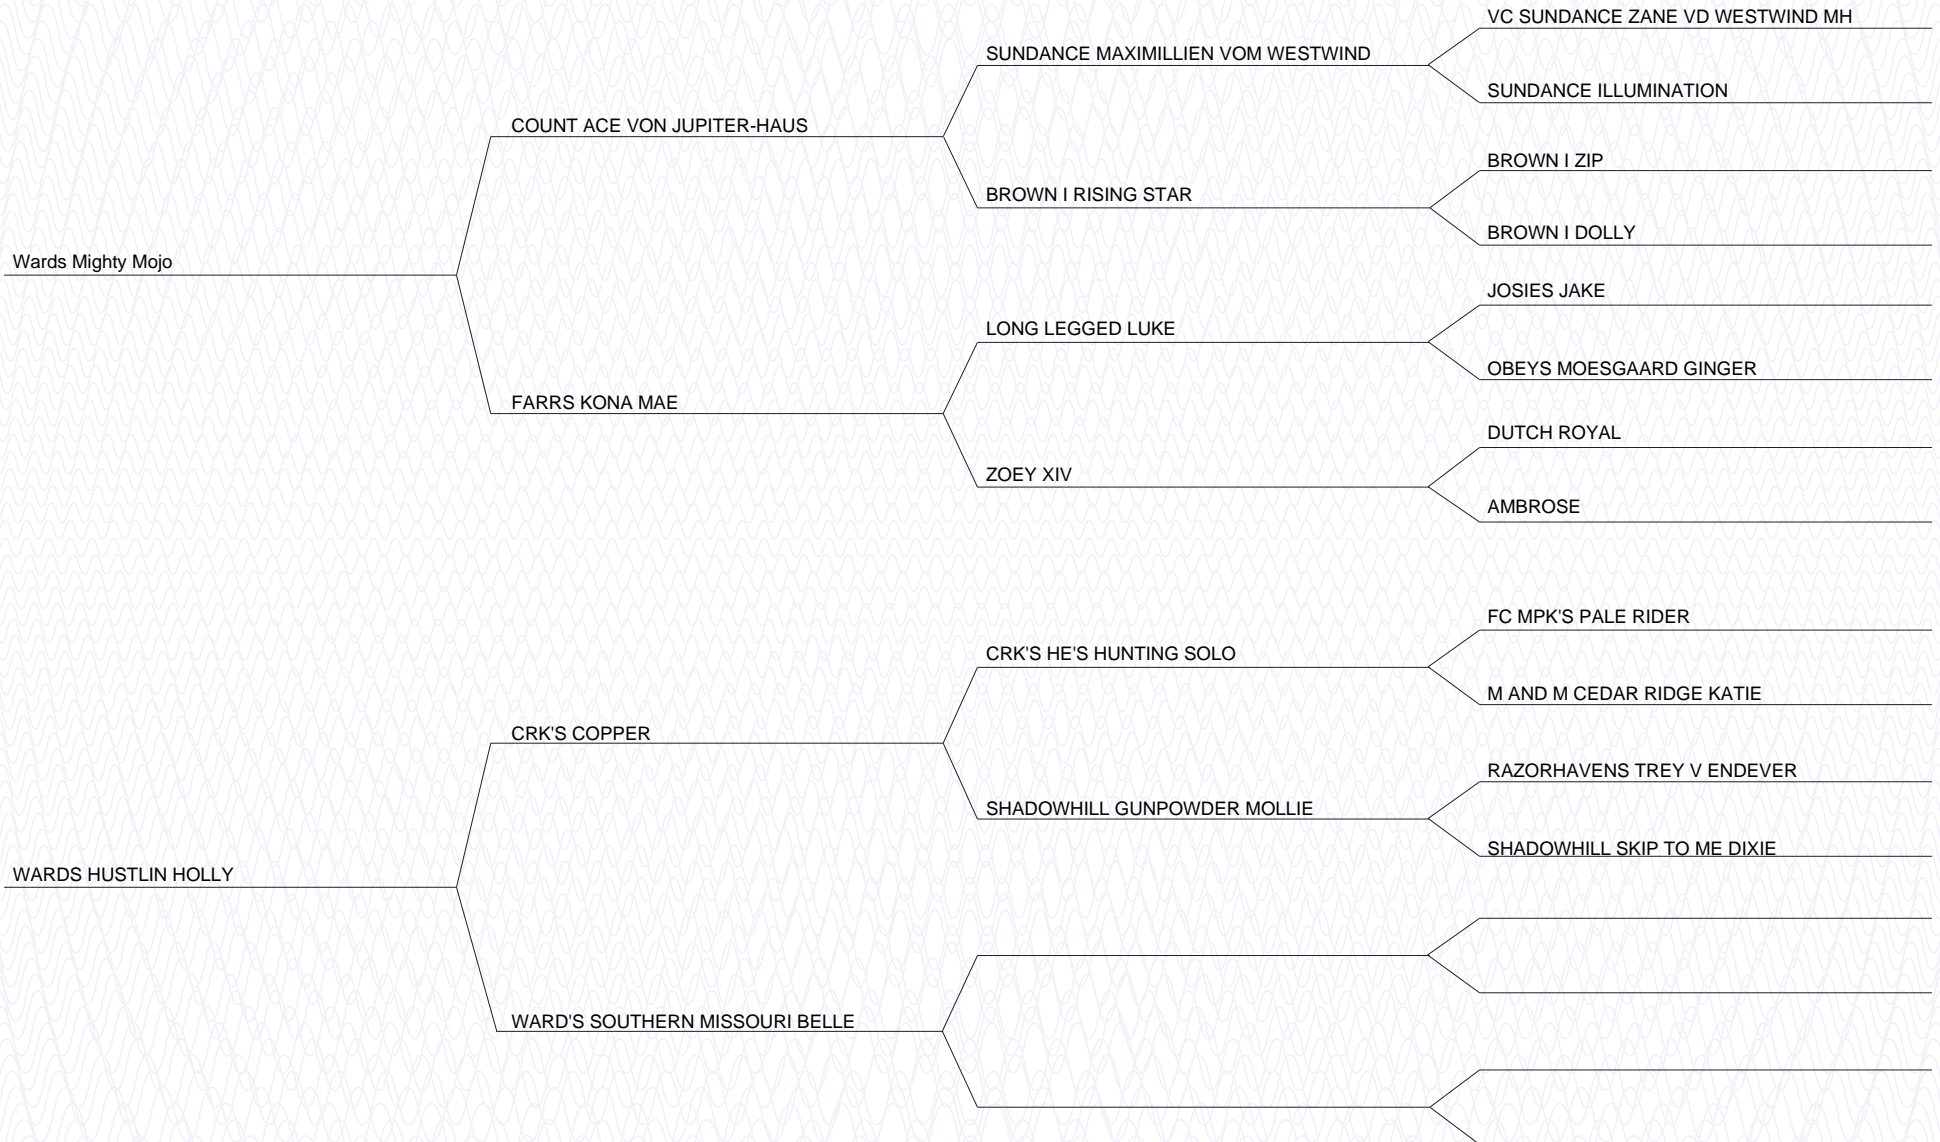 VC SUNDANCE ZANE VD WESTWIND MH
SUNDANCE MAXIMILLIEN VOM WESTWIND
SUNDANCE ILLUMINATION
COUNT ACE VON JUPITER-HAUS
BROWN I ZIP
BROWN I RISING STAR
BROWN I DOLLY
Wards Mighty Mojo
JOSIES JAKE
LONG LEGGED LUKE
OBEYS MOESGAARD GINGER
FARRS KONA MAE
DUTCH ROYAL
ZOEY XIV
AMBROSE
FC MPK'S PALE RIDER
CRK'S HE'S HUNTING SOLO
M AND M CEDAR RIDGE KATIE
CRK'S COPPER
RAZORHAVENS TREY V ENDEVER
SHADOWHILL GUNPOWDER MOLLIE
SHADOWHILL SKIP TO ME DIXIE
WARDS HUSTLIN HOLLY
WARD'S SOUTHERN MISSOURI BELLE